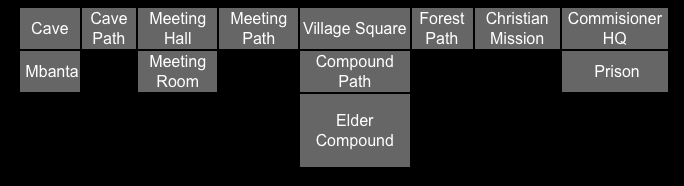 Cave
Cave
Path
Meeting
Hall
Meeting
Path
Village Square
Forest
Path
Christian
Mission
Commisioner
HQ
Mbanta
Meeting
Room
Compound
Path
Prison
Elder
Compound